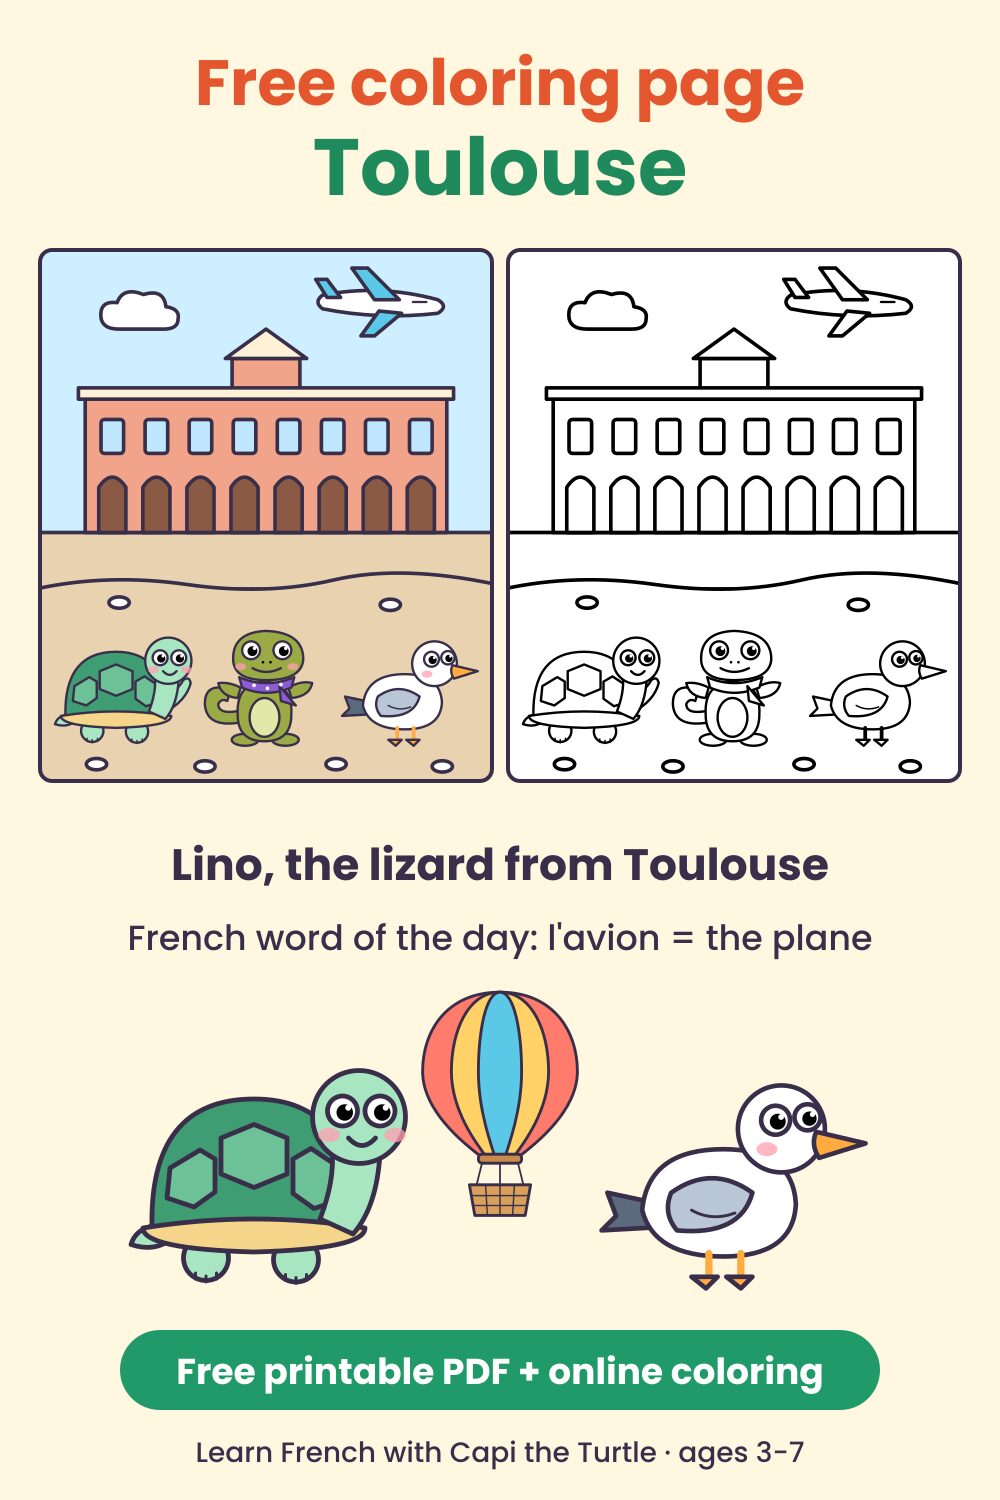 Free coloring page
Toulouse
Lino, the lizard from Toulouse
French word of the day: l'avion = the plane
Free printable PDF + online coloring
Learn French with Capi the Turtle · ages 3-7